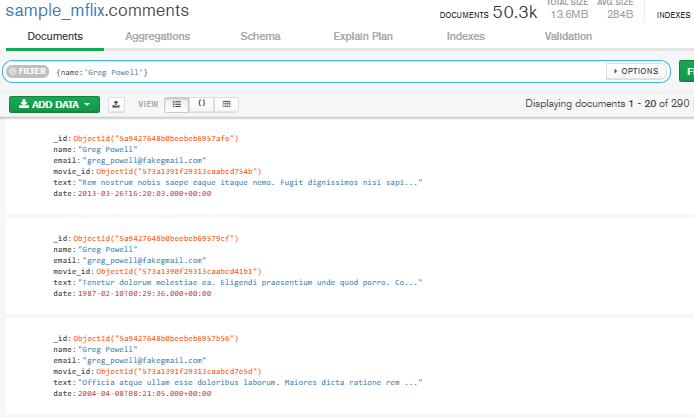 sample_mflix.comments
DOCUMENTS 50.3k TOTAL SIZE 13.6MB AVG. SIZE 284B INDEXES
Documents Aggregations Schema Explain Plan Indexes Validation
FILTER {name:'Greg Powell'} OPTIONS
ADD DATA VIEW {} Displaying documents 1 - 20 of 290
_id:ObjectId("5a9427648b0beebeb6957afe")
name:"Greg Powell"
email:"greg_powell@fakegmail.com"
movie_id:ObjectId("573a1391f29313caabcd754b")
text:"Rem nostrum nobis saepe eaque itaque nemo. Fugit dignissimos nisi sapi..."
date:2013-03-26T16:20:03.000+00:00
_id:ObjectId("5a9427648b0beebeb69579cf")
name:"Greg Powell"
email:"greg_powell@fakegmail.com"
movie_id:ObjectId("573a1390f29313caabcd41b1")
text:"Tenetur dolorum molestiae ea. Eligendi praesentium unde quod porro. Co..."
date:1987-02-10T00:29:36.000+00:00
_id:ObjectId("5a9427648b0beebeb6957b56")
name:"Greg Powell"
email:"greg_powell@fakegmail.com"
movie_id:ObjectId("573a1391f29313caabcd7e5d")
text:"Officia atque ullam esse doloribus laborum. Maiores dicta ratione rem ..."
date:2004-04-08T08:21:05.000+00:00